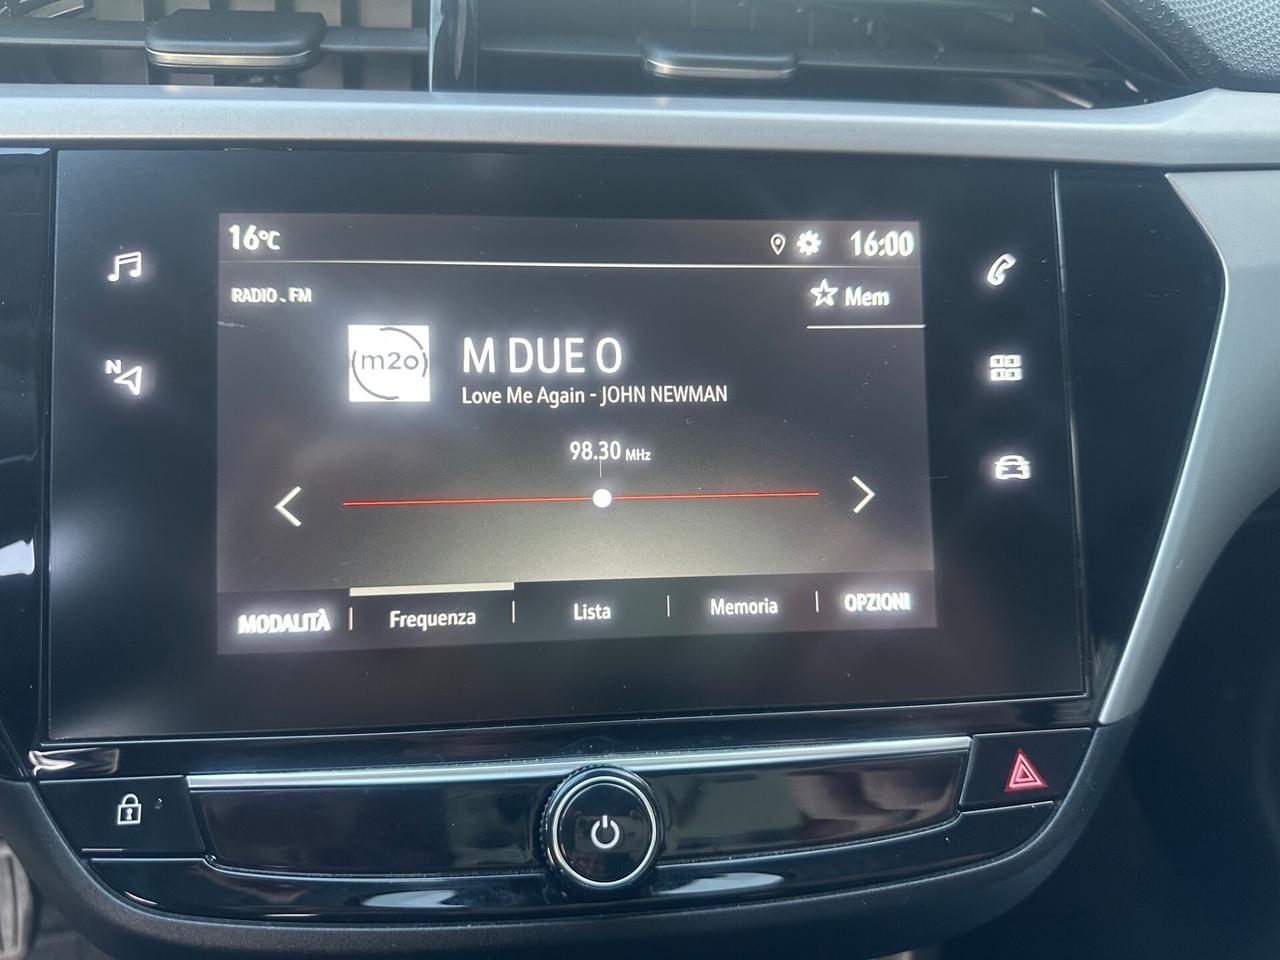 16°C
16:00
RADIO . FM
Mem
m2o
M DUE O
Love Me Again - JOHN NEWMAN
98.30 MHz
N
MODALITÀ
Frequenza
Lista
Memoria
OPZIONI